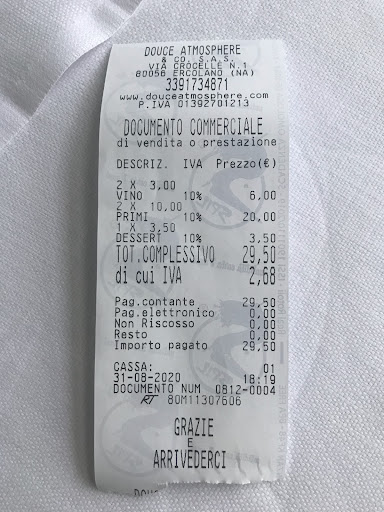 DOUCE ATMOSPHERE
& CO. S.A.S.
VIA CROCELLE N.1
80056 ERCOLANO (NA)
3391734871
www.douceatmosphere.com
P.IVA 01392701213
DOCUMENTO COMMERCIALE
di vendita o prestazione
DESCRIZ. IVA Prezzo(€)
2 X 3,00
VINO 10% 6,00
2 X 10,00
PRIMI 10% 20,00
1 X 3,50
DESSERT 10% 3,50
TOT.COMPLESSIVO 29,50
di cui IVA 2,68
Pag.contante 29,50
Pag.elettronico 0,00
Non Riscosso 0,00
Resto 0,00
Importo pagato 29,50
CASSA: 01
31-08-2020 18:19
DOCUMENTO NUM 0812-0004
RT 80M11307606
GRAZIE
E
ARRIVEDERCI
DOUCE ATMOSPHERE